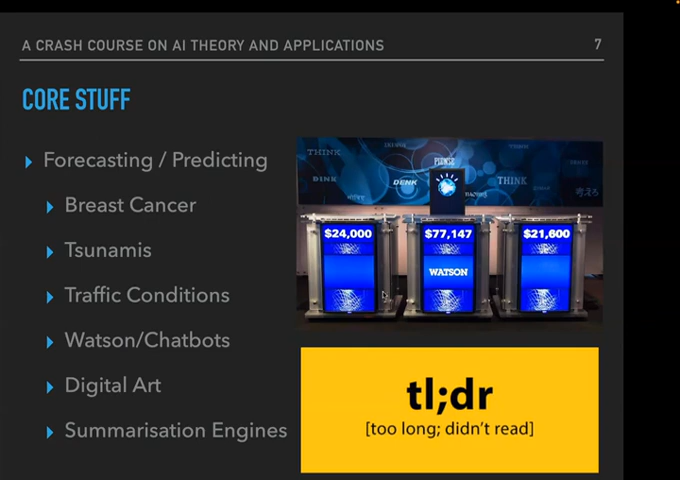 A CRASH COURSE ON AI THEORY AND APPLICATIONS
7
CORE STUFF
Forecasting / Predicting
Breast Cancer
Tsunamis
Traffic Conditions
Watson/Chatbots
Digital Art
Summarisation Engines
THINK
DENK
THINK
$24,000
$77,147
$21,600
WATSON
tl;dr
[too long; didn't read]